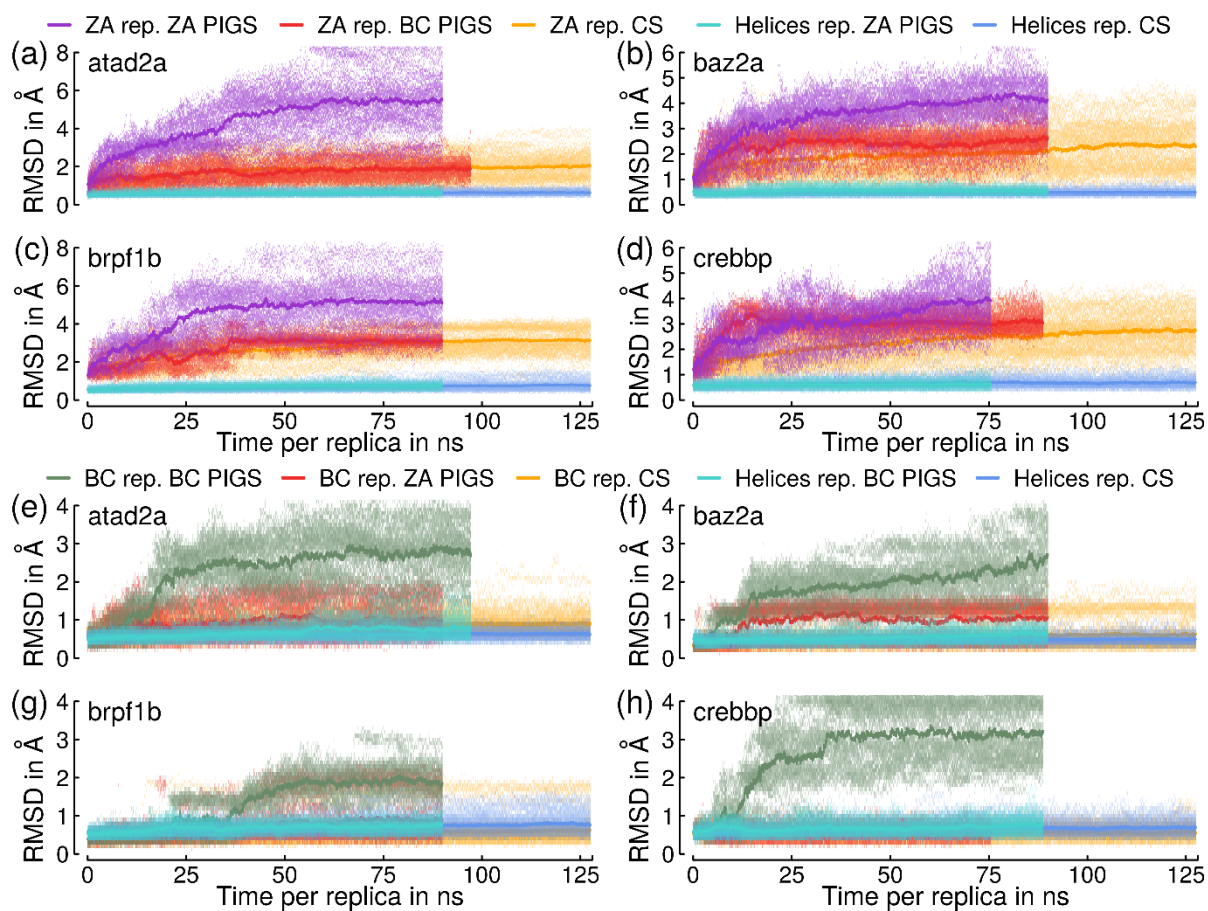 ZA rep. ZA PIGS ZA rep. BC PIGS ZA rep. CS Helices rep. ZA PIGS Helices rep. CS
(a) atad2a
RMSD in Å
8
6
4
2
0
(b) baz2a
RMSD in Å
6
5
4
3
2
1
0
(c) brpf1b
RMSD in Å
8
6
4
2
0
0 25 50 75 100 125
Time per replica in ns
(d) crebbp
RMSD in Å
6
5
4
3
2
1
0
0 25 50 75 100 125
Time per replica in ns
BC rep. BC PIGS BC rep. ZA PIGS BC rep. CS Helices rep. BC PIGS Helices rep. CS
(e) atad2a
RMSD in Å
4
3
2
1
0
(f) baz2a
RMSD in Å
4
3
2
1
0
(g) brpf1b
RMSD in Å
4
3
2
1
0
0 25 50 75 100 125
Time per replica in ns
(h) crebbp
RMSD in Å
4
3
2
1
0
0 25 50 75 100 125
Time per replica in ns